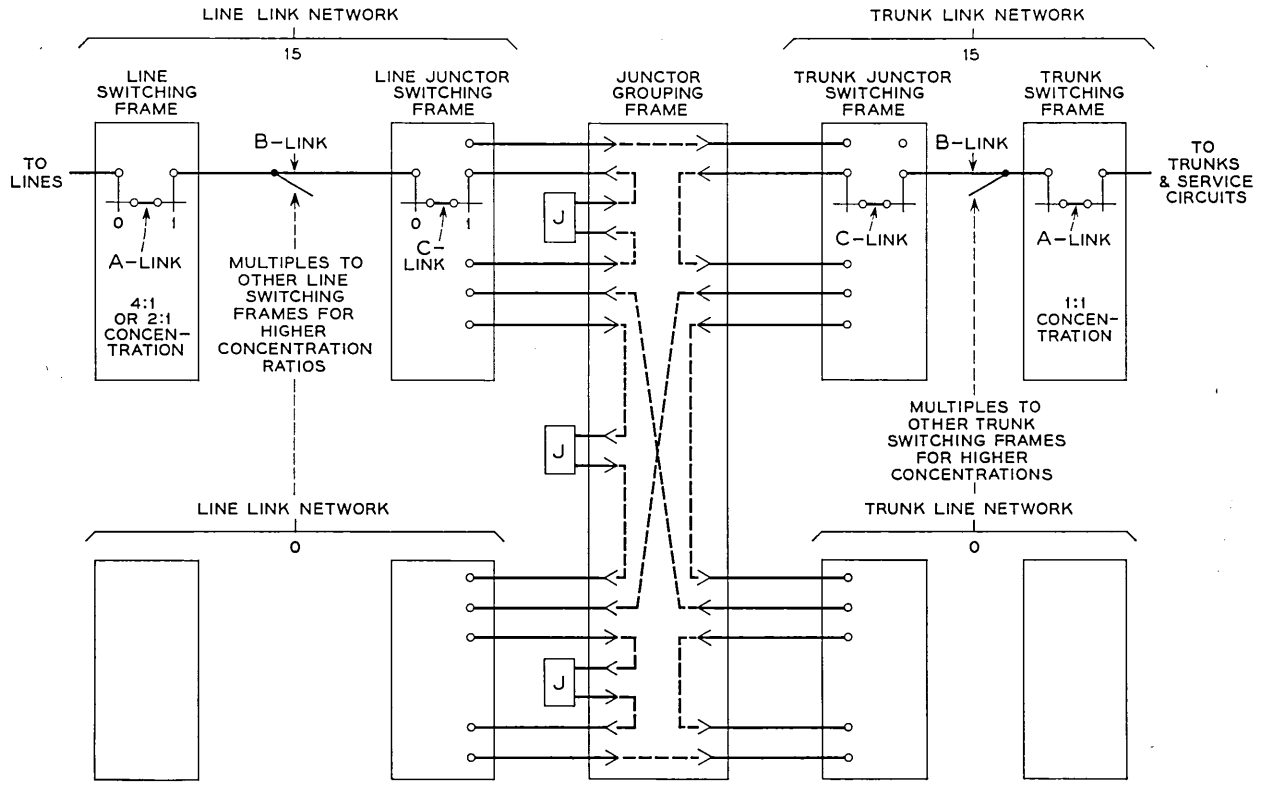 LINE LINK NETWORK
15
TRUNK LINK NETWORK
15
LINE
SWITCHING
FRAME
LINE JUNCTOR
SWITCHING
FRAME
JUNCTOR
GROUPING
FRAME
TRUNK JUNCTOR
SWITCHING
FRAME
TRUNK
SWITCHING
FRAME
TO
LINES
B-LINK
B-LINK
TO
TRUNKS
& SERVICE
CIRCUITS
0 1
A-LINK
0 1
C-
LINK
J
C-LINK
A-LINK
4:1
OR 2:1
CONCEN-
TRATION
MULTIPLES TO
OTHER LINE
SWITCHING
FRAMES FOR
HIGHER
CONCENTRATION
RATIOS
1:1
CONCEN-
TRATION
J
MULTIPLES TO
OTHER TRUNK
SWITCHING FRAMES
FOR HIGHER
CONCENTRATIONS
LINE LINK NETWORK
0
TRUNK LINE NETWORK
0
J